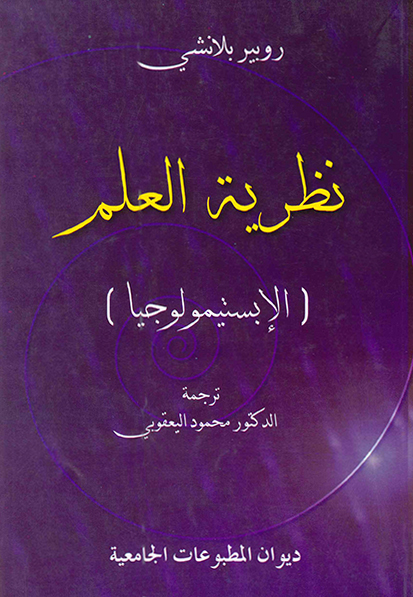 روبير بلانشي
نظرية العلم
( الإبستيمولوجيا )
ترجمة
الدكتور محمود اليعقوبي
ديوان المطبوعات الجامعية